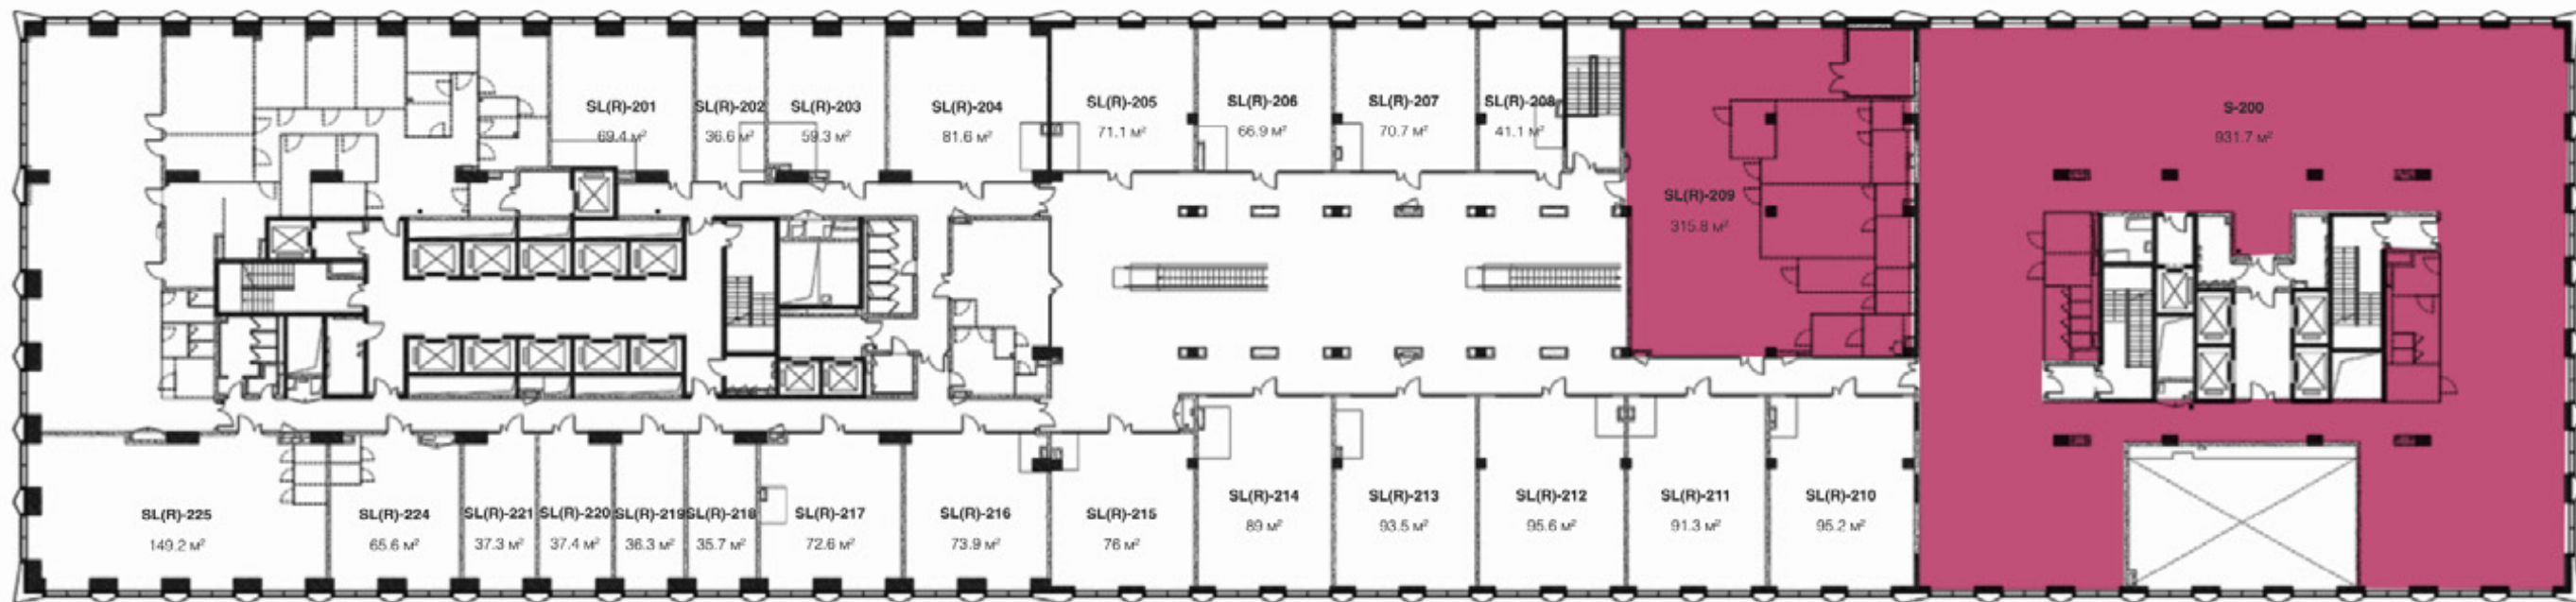 SL(R)-201
69.4 м²
SL(R)-202
36.6 м²
SL(R)-203
59.3 м²
SL(R)-204
81.6 м²
SL(R)-205
71.1 м²
SL(R)-206
66.9 м²
SL(R)-207
70.7 м²
SL(R)-208
41.1 м²
SL(R)-209
315.8 м²
S-200
931.7 м²
SL(R)-225
149.2 м²
SL(R)-224
65.6 м²
SL(R)-221
37.3 м²
SL(R)-220
37.4 м²
SL(R)-219
36.3 м²
SL(R)-218
35.7 м²
SL(R)-217
72.6 м²
SL(R)-216
73.9 м²
SL(R)-215
76 м²
SL(R)-214
89 м²
SL(R)-213
93.5 м²
SL(R)-212
95.6 м²
SL(R)-211
91.3 м²
SL(R)-210
95.2 м²